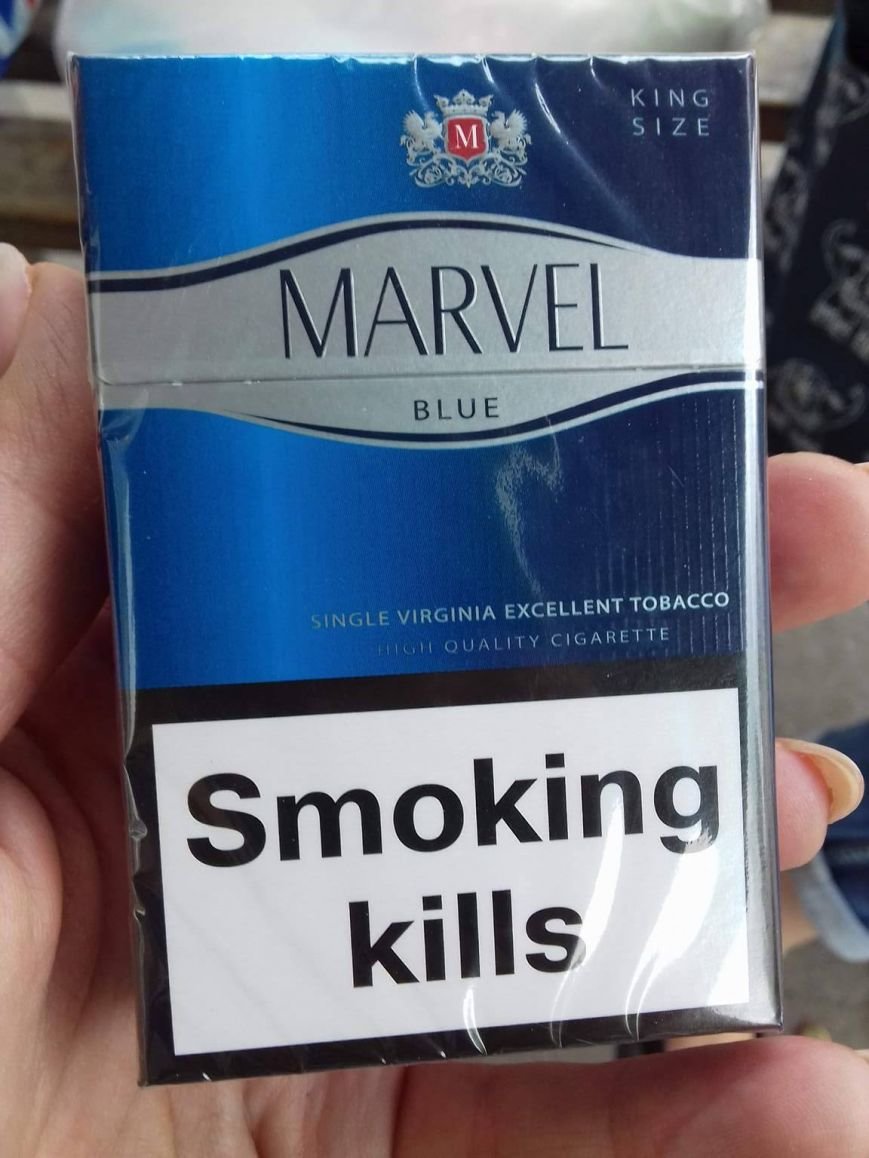 KING
SIZE
M
MARVEL
BLUE
SINGLE VIRGINIA EXCELLENT TOBACCO
HIGH QUALITY CIGARETTE
Smoking
kills